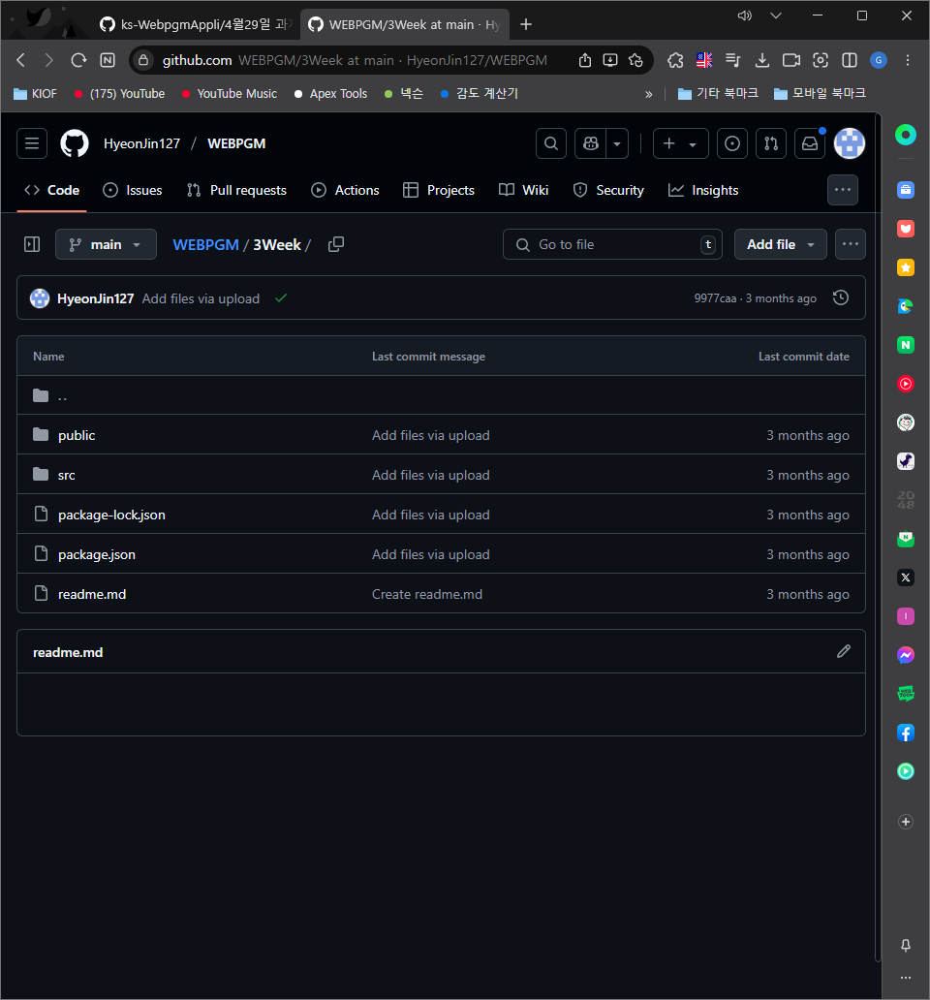 ks-WebpgmAppli/4월29일 과
WEBPGM/3Week at main · Hy
github.com WEBPGM/3Week at main · HyeonJin127/WEBPGM
G
KIOF (175) YouTube YouTube Music Apex Tools 넥슨 감도 계산기 » 기타 북마크 모바일 북마크
HyeonJin127 / WEBPGM
Code Issues Pull requests Actions Projects Wiki Security Insights
main WEBPGM / 3Week / Go to file t Add file
HyeonJin127 Add files via upload 9977caa · 3 months ago
Name Last commit message Last commit date
..
public Add files via upload 3 months ago
src Add files via upload 3 months ago
package-lock.json Add files via upload 3 months ago
package.json Add files via upload 3 months ago
readme.md Create readme.md 3 months ago
readme.md
N
2048
I